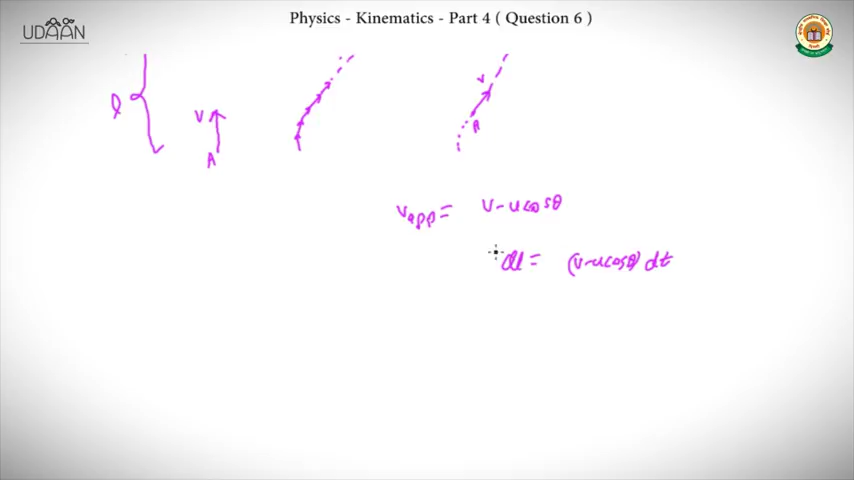 UDAAN
Physics - Kinematics - Part 4 ( Question 6 )
l
V
A
V
A
Vapp = V-ucosθ
dl = (V-ucosθ) dt